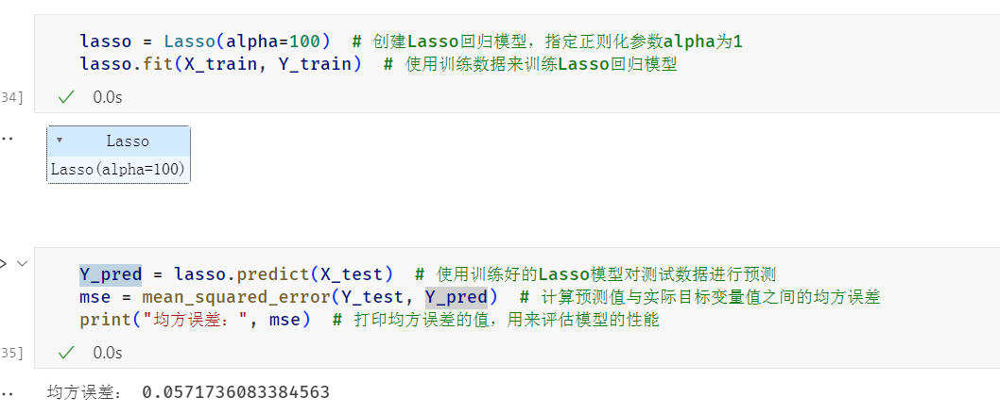 lasso = Lasso(alpha=100)  # 创建Lasso回归模型，指定正则化参数alpha为1
lasso.fit(X_train, Y_train)  # 使用训练数据来训练Lasso回归模型
34]
0.0s
Lasso
Lasso(alpha=100)
Y_pred = lasso.predict(X_test)  # 使用训练好的Lasso模型对测试数据进行预测
mse = mean_squared_error(Y_test, Y_pred)  # 计算预测值与实际目标变量值之间的均方误差
print("均方误差：", mse)  # 打印均方误差的值，用来评估模型的性能
35]
0.0s
均方误差： 0.0571736083384563